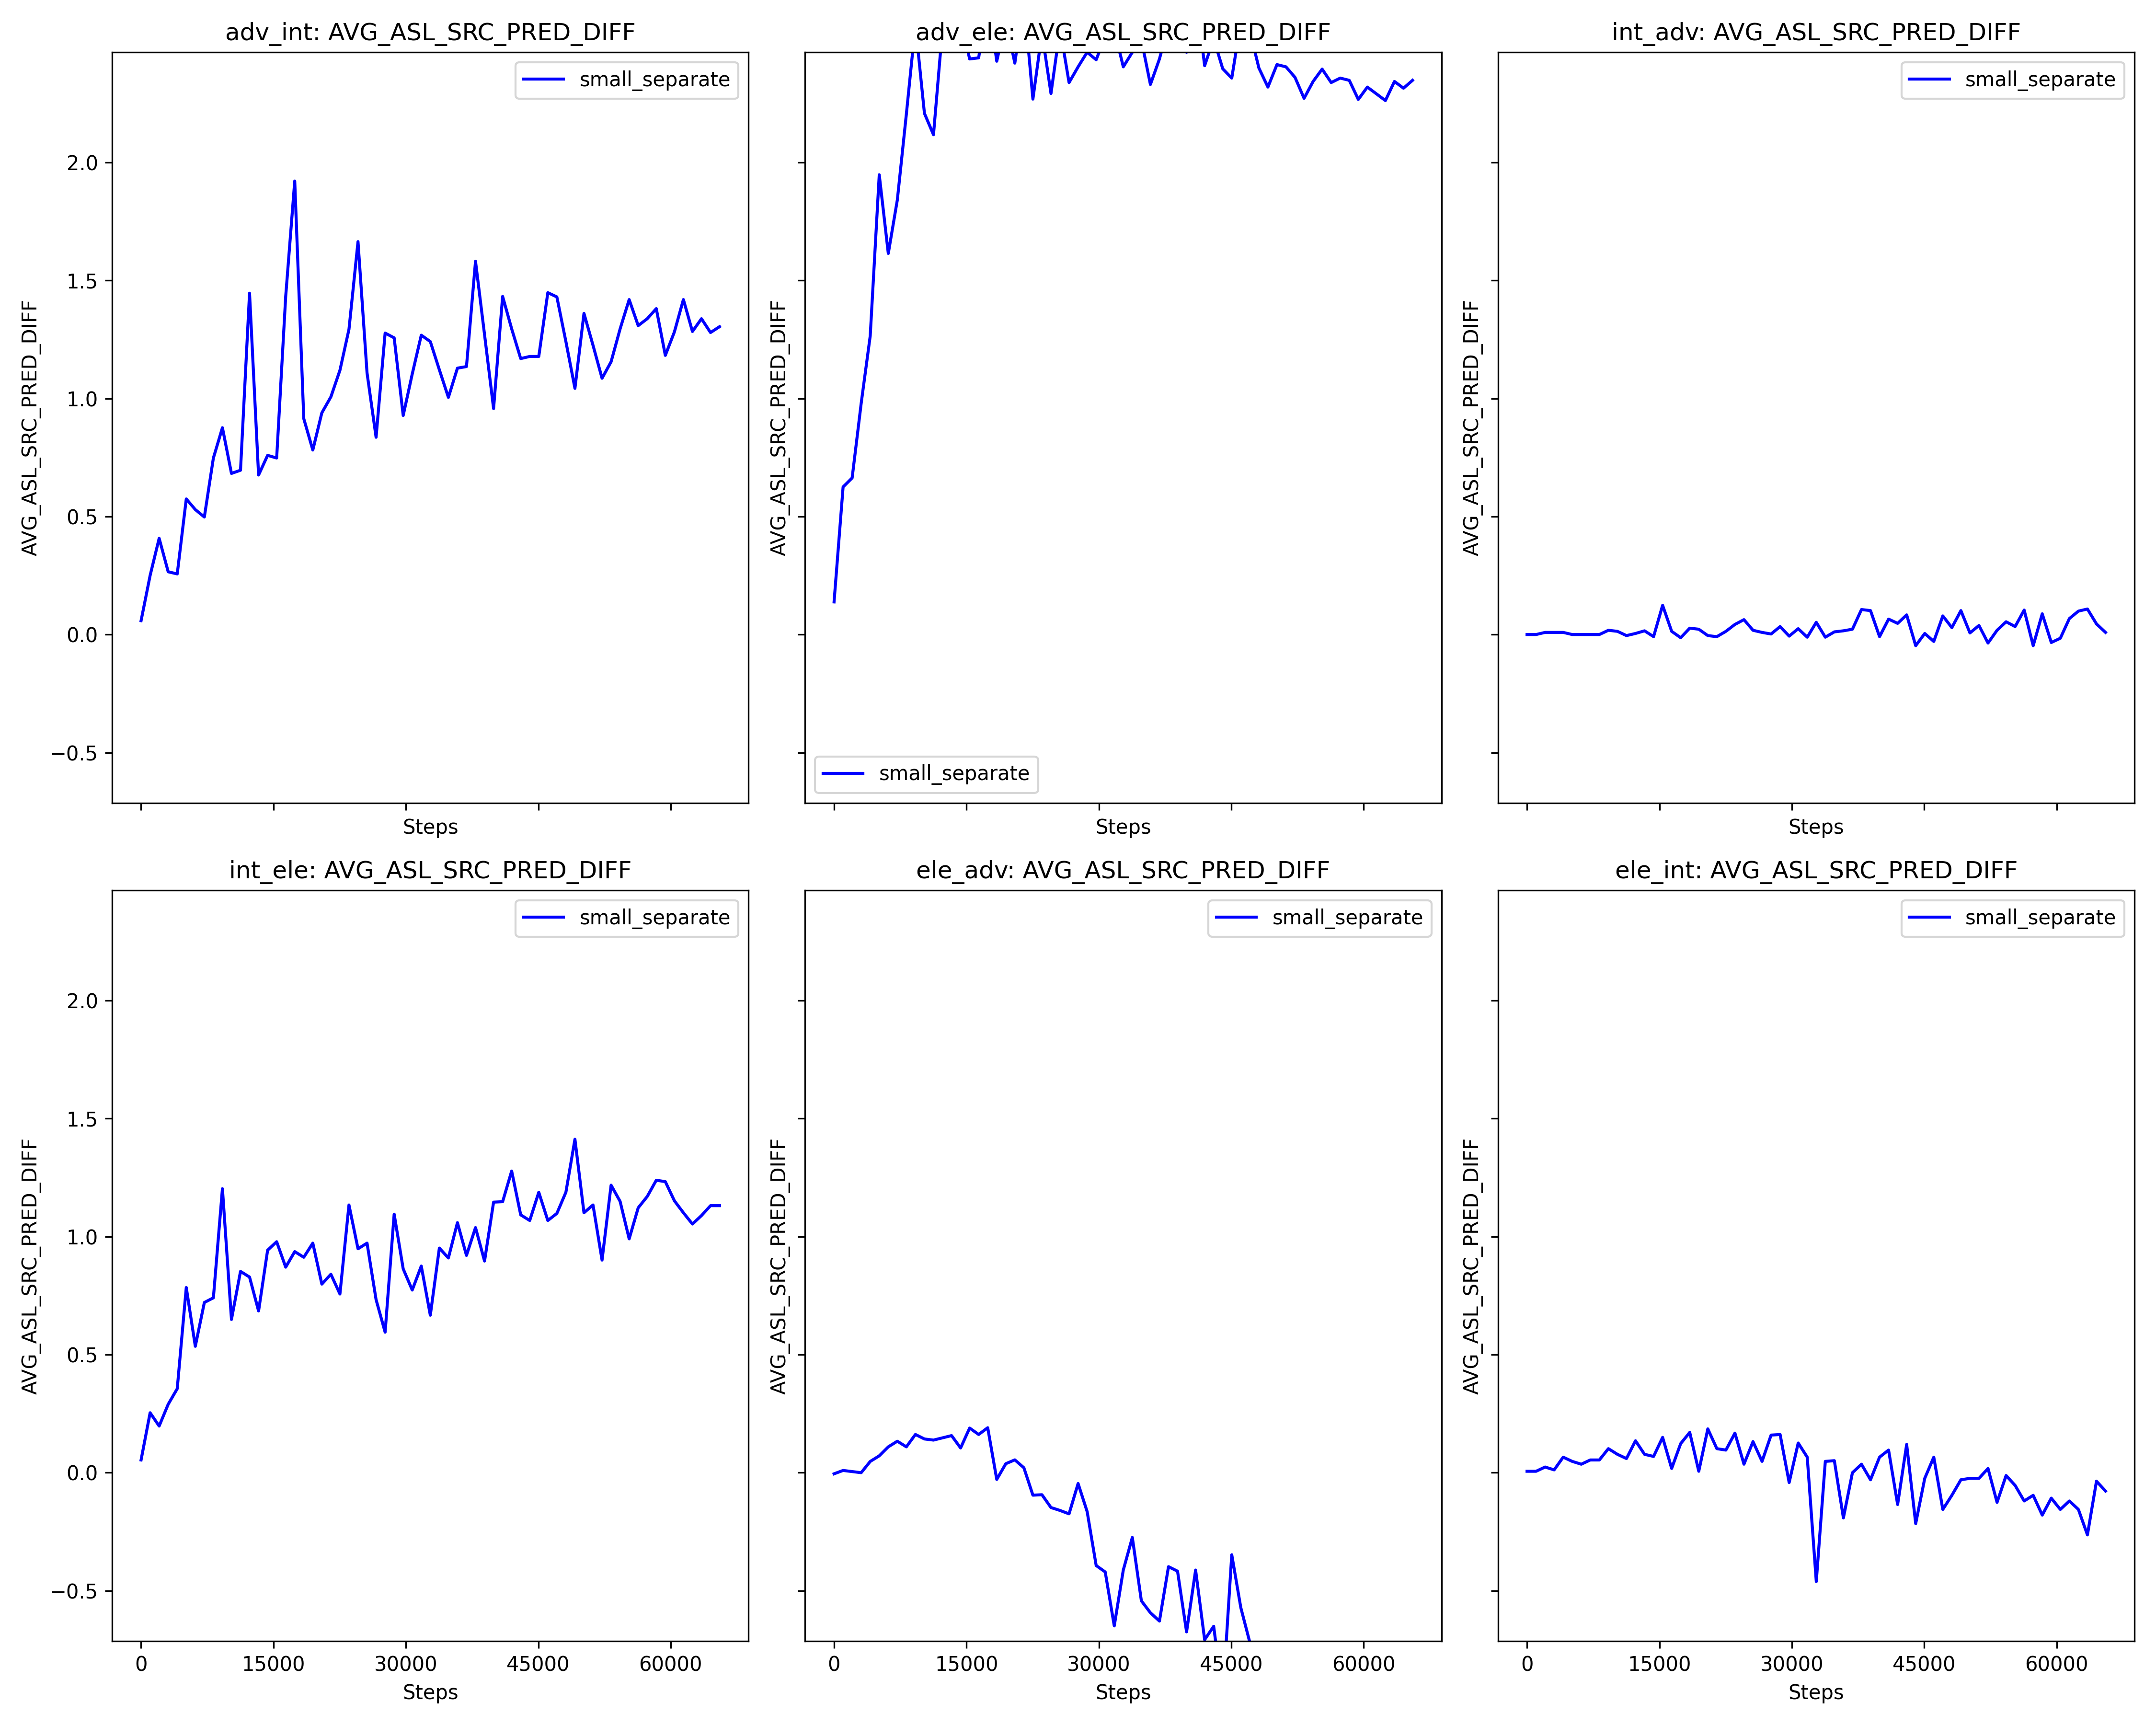 adv_int: AVG_ASL_SRC_PRED_DIFF
adv_ele: AVG_ASL_SRC_PRED_DIFF
int_adv: AVG_ASL_SRC_PRED_DIFF
small_separate
small_separate
small_separate
AVG_ASL_SRC_PRED_DIFF
AVG_ASL_SRC_PRED_DIFF
AVG_ASL_SRC_PRED_DIFF
2.0
1.5
1.0
0.5
0.0
−0.5
Steps
Steps
Steps
int_ele: AVG_ASL_SRC_PRED_DIFF
ele_adv: AVG_ASL_SRC_PRED_DIFF
ele_int: AVG_ASL_SRC_PRED_DIFF
small_separate
small_separate
small_separate
AVG_ASL_SRC_PRED_DIFF
AVG_ASL_SRC_PRED_DIFF
AVG_ASL_SRC_PRED_DIFF
2.0
1.5
1.0
0.5
0.0
−0.5
0 15000 30000 45000 60000
0 15000 30000 45000 60000
0 15000 30000 45000 60000
Steps
Steps
Steps